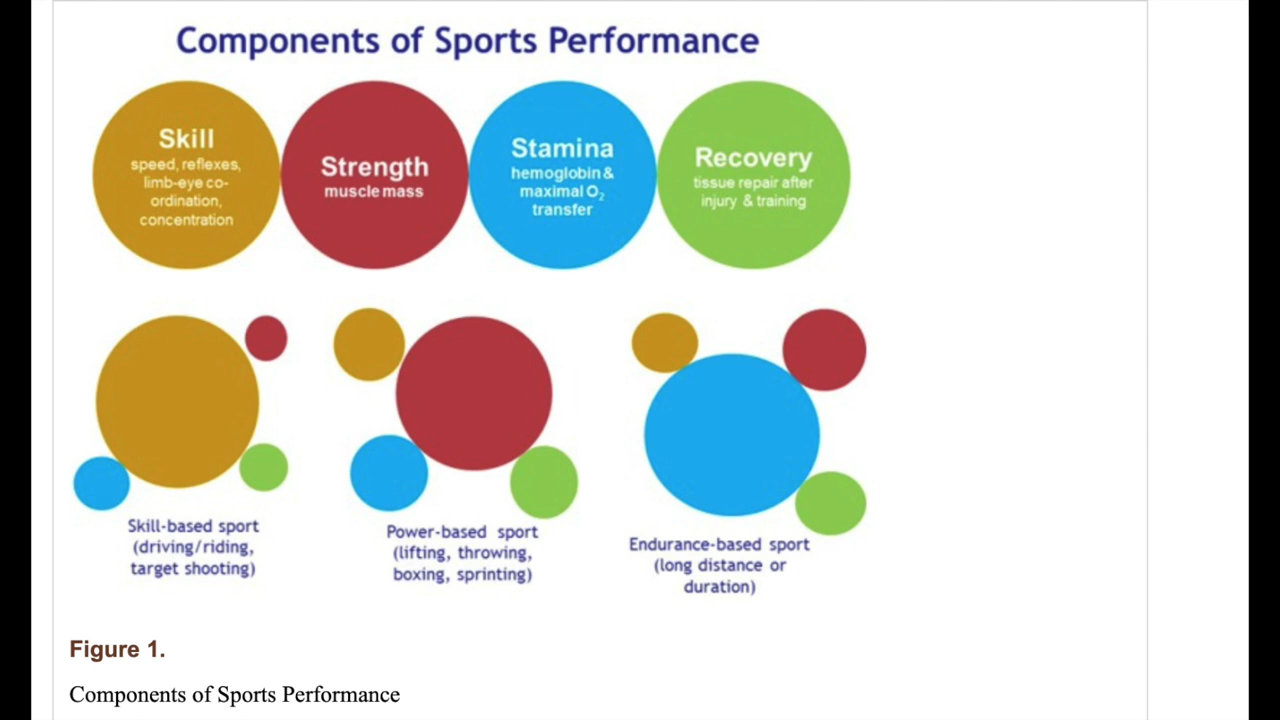 Components of Sports Performance
Skill
speed, reflexes,
limb-eye co-
ordination,
concentration
Strength
muscle mass
Stamina
hemoglobin &
maximal O₂
transfer
Recovery
tissue repair after
injury & training
Skill-based sport
(driving/riding,
target shooting)
Power-based sport
(lifting, throwing,
boxing, sprinting)
Endurance-based sport
(long distance or
duration)
Figure 1.
Components of Sports Performance